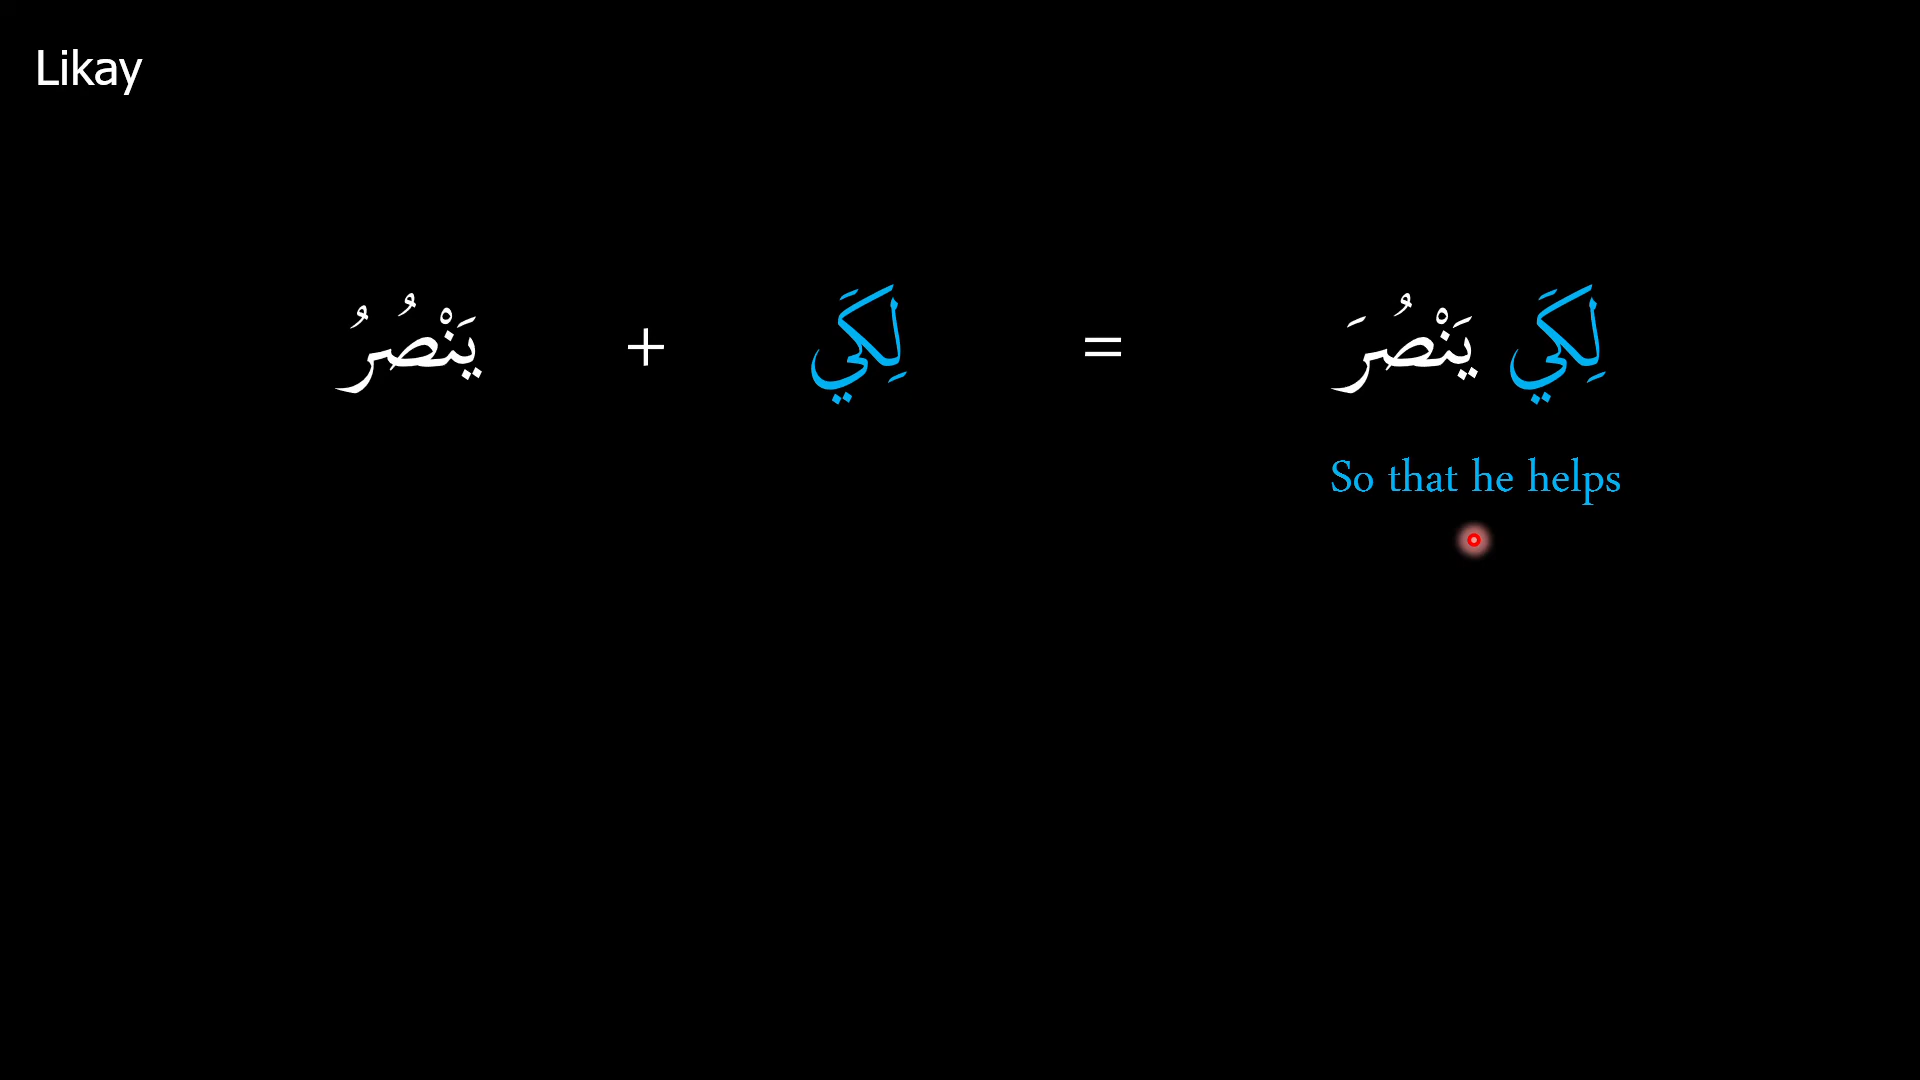 Likay
يَنْصُرُ + لِكَي = لِكَي يَنْصُرَ
So that he helps